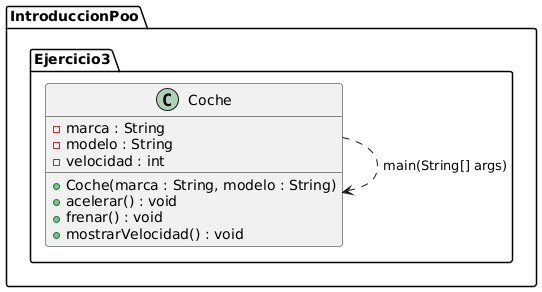 IntroduccionPoo
Ejercicio3
C Coche
marca : String
modelo : String
velocidad : int
Coche(marca : String, modelo : String)
acelerar() : void
frenar() : void
mostrarVelocidad() : void
main(String[] args)